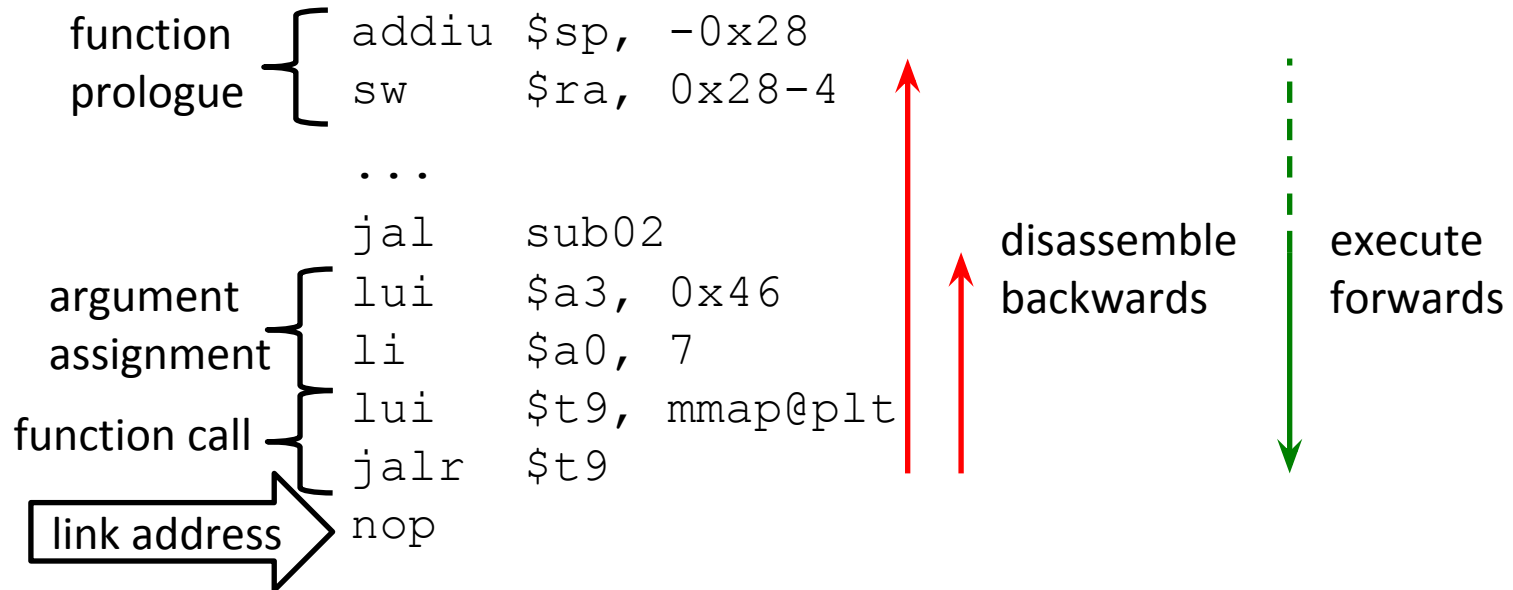 function
prologue
addiu $sp, -0x28
sw $ra, 0x28-4
...
jal sub02
argument
assignment
lui $a3, 0x46
li $a0, 7
function call
lui $t9, mmap@plt
jalr $t9
link address
nop
disassemble
backwards
execute
forwards